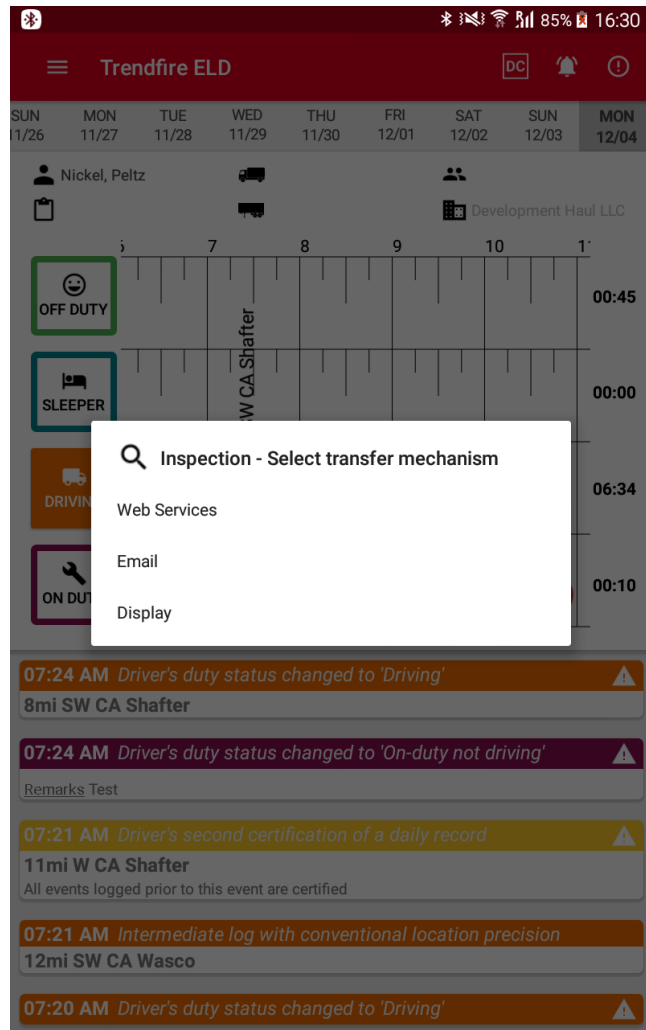 85% 16:30
Trendfire ELD DC
SUN MON TUE WED THU FRI SAT SUN MON
11/26 11/27 11/28 11/29 11/30 12/01 12/02 12/03 12/04
Nickel, Peltz
Development Haul LLC
7 8 9 10
OFF DUTY 00:45
SW CA Shafter
SLEEPER 00:00
DRIVIN 06:34
ON DUT 00:10
Inspection - Select transfer mechanism
Web Services
Email
Display
07:24 AM Driver's duty status changed to 'Driving'
8mi SW CA Shafter
07:24 AM Driver's duty status changed to 'On-duty not driving'
Remarks Test
07:21 AM Driver's second certification of a daily record
11mi W CA Shafter
All events logged prior to this event are certified
07:21 AM Intermediate log with conventional location precision
12mi SW CA Wasco
07:20 AM Driver's duty status changed to 'Driving'